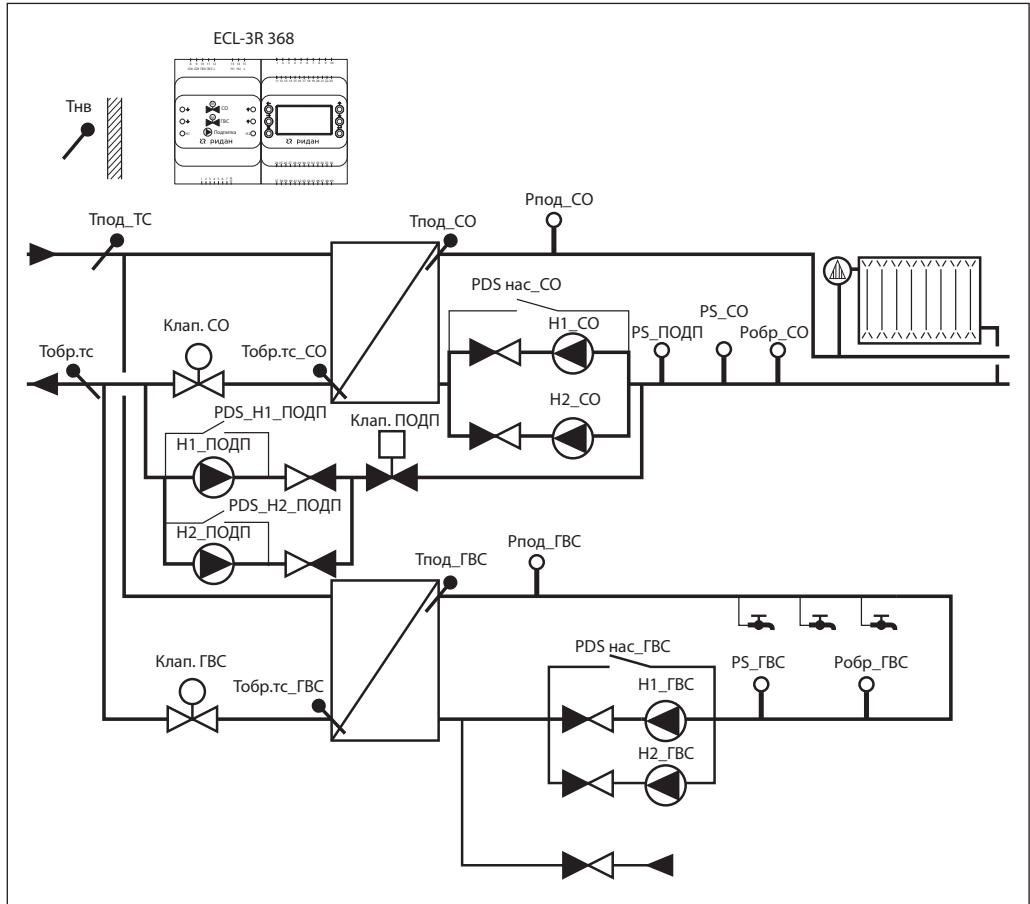 ECL-3R 368
Tнв
СО
ГВС
Подпитка
ридан
ридан
Рпод_СО
Тпод_ТС
Тпод_СО
PDS нас_СО
Клап. СО
Н1_СО
PS_СО
PS_ПОДП
Робр_СО
Тобр.тс
Тобр.тс_СО
Н2_СО
PDS_Н1_ПОДП
Клап. ПОДП
Н1_ПОДП
PDS_Н2_ПОДП
Н2_ПОДП
Рпод_ГВС
Тпод_ГВС
PDS нас_ГВС
Клап. ГВС
PS_ГВС
Робр_ГВС
Тобр.тс_ГВС
Н1_ГВС
Н2_ГВС